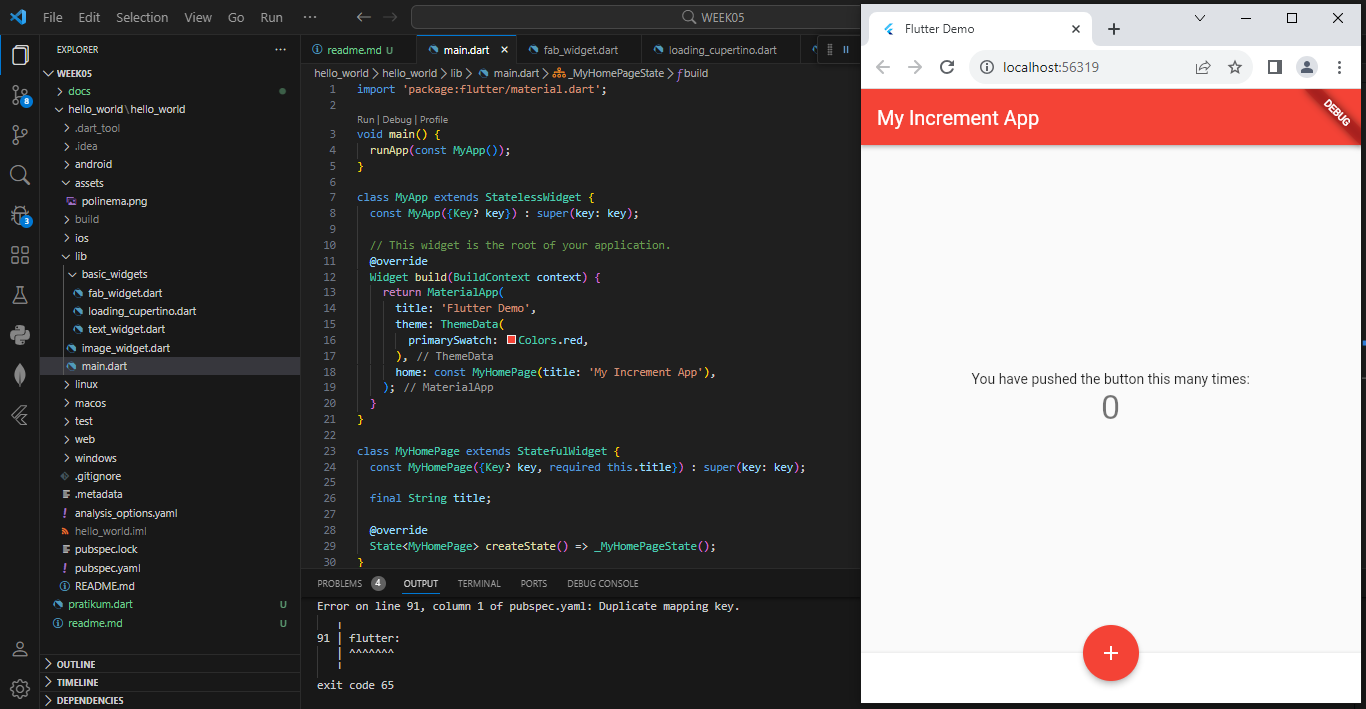 File Edit Selection View Go Run ··· WEEK05
EXPLORER
WEEK05
docs
hello_world \ hello_world
.dart_tool
.idea
android
assets
polinema.png
build
ios
lib
basic_widgets
fab_widget.dart
loading_cupertino.dart
text_widget.dart
image_widget.dart
main.dart
linux
macos
test
web
windows
.gitignore
.metadata
analysis_options.yaml
hello_world.iml
pubspec.lock
pubspec.yaml
README.md
pratikum.dart U
readme.md U
OUTLINE
TIMELINE
DEPENDENCIES
8
3
readme.md U main.dart fab_widget.dart loading_cupertino.dart
hello_world > hello_world > lib > main.dart > _MyHomePageState > build
1 import 'package:flutter/material.dart';
2
Run | Debug | Profile
3 void main() {
4 runApp(const MyApp());
5 }
6
7 class MyApp extends StatelessWidget {
8 const MyApp({Key? key}) : super(key: key);
9
10 // This widget is the root of your application.
11 @override
12 Widget build(BuildContext context) {
13 return MaterialApp(
14 title: 'Flutter Demo',
15 theme: ThemeData(
16 primarySwatch: Colors.red,
17 ), // ThemeData
18 home: const MyHomePage(title: 'My Increment App'),
19 ); // MaterialApp
20 }
21 }
22
23 class MyHomePage extends StatefulWidget {
24 const MyHomePage({Key? key, required this.title}) : super(key: key);
25
26 final String title;
27
28 @override
29 State<MyHomePage> createState() => _MyHomePageState();
30 }
PROBLEMS 4 OUTPUT TERMINAL PORTS DEBUG CONSOLE
Error on line 91, column 1 of pubspec.yaml: Duplicate mapping key.
91 | flutter:
| ^^^^^^^
exit code 65
Flutter Demo
localhost:56319
My Increment App
DEBUG
You have pushed the button this many times:
0
+